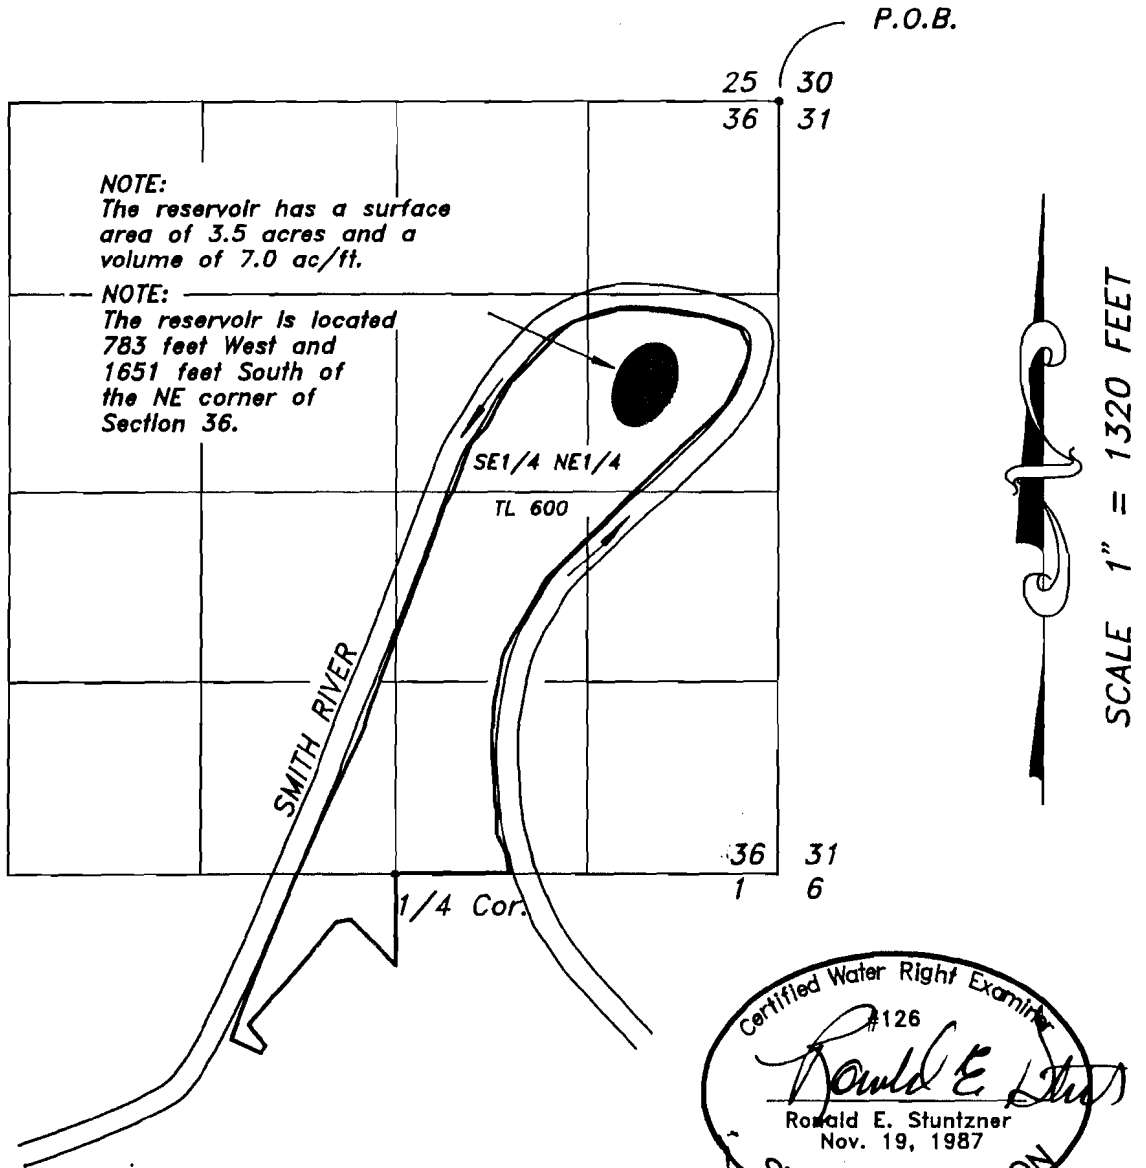 P.O.B.
25 30
36 31
NOTE:
The reservoir has a surface
area of 3.5 acres and a
volume of 7.0 ac/ft.
NOTE:
The reservoir is located
783 feet West and
1651 feet South of
the NE corner of
Section 36.
SE1/4 NE1/4
TL 600
SMITH RIVER
SCALE 1" = 1320 FEET
36 31
1 6
1/4 Cor.
Certified Water Right Examiner
#126
Ronald E. Stuntzner
Nov. 19, 1987